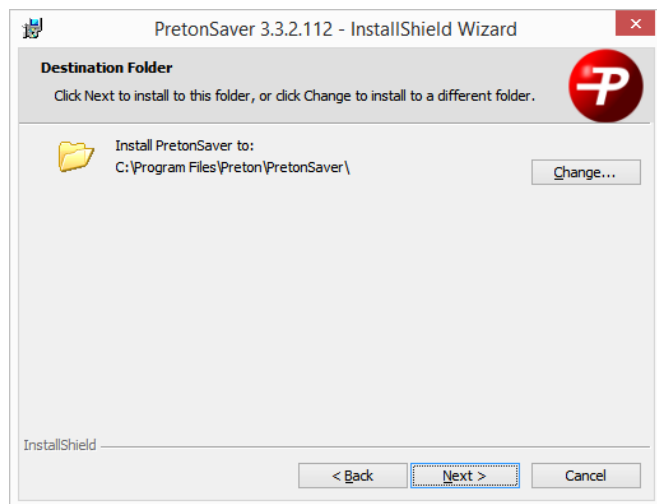 PretonSaver 3.3.2.112 - InstallShield Wizard
Destination Folder
Click Next to install to this folder, or click Change to install to a different folder.
Install PretonSaver to:
C:\Program Files\Preton\PretonSaver\
Change...
InstallShield
< Back
Next >
Cancel